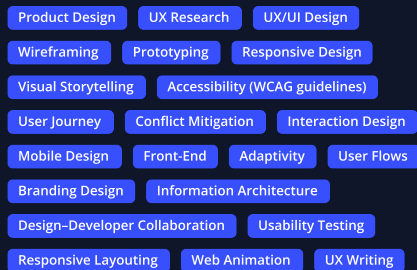 Product Design UX Research UX/UI Design
Wireframing Prototyping Responsive Design
Visual Storytelling Accessibility (WCAG guidelines)
User Journey Conflict Mitigation Interaction Design
Mobile Design Front-End Adaptivity User Flows
Branding Design Information Architecture
Design–Developer Collaboration Usability Testing
Responsive Layouting Web Animation UX Writing